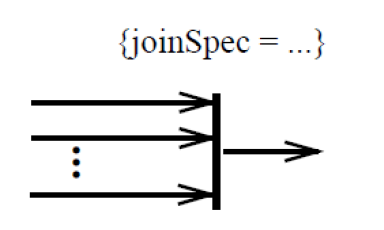 {joinSpec = ...}